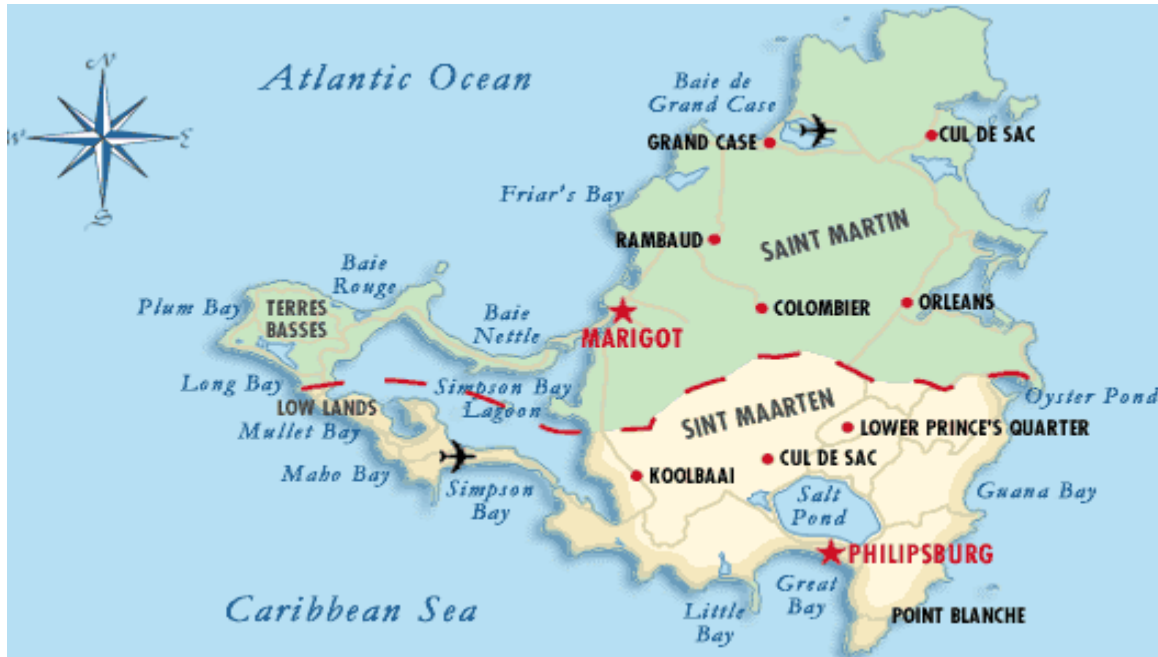 N
W
E
S
Atlantic Ocean
Baie de
Grand Case
GRAND CASE
CUL DE SAC
Friar's Bay
RAMBAUD
SAINT MARTIN
Baie
Rouge
Plum Bay
TERRES
BASSES
Baie
Nettle
MARIGOT
COLOMBIER
ORLEANS
Long Bay
Simpson Bay
Lagoon
LOW LANDS
Mullet Bay
SINT MAARTEN
Oyster Pond
LOWER PRINCE'S QUARTER
Maho Bay
Simpson
Bay
KOOLBAAI
CUL DE SAC
Salt
Pond
Guana Bay
PHILIPSBURG
Great
Bay
Little
Bay
POINT BLANCHE
Caribbean Sea